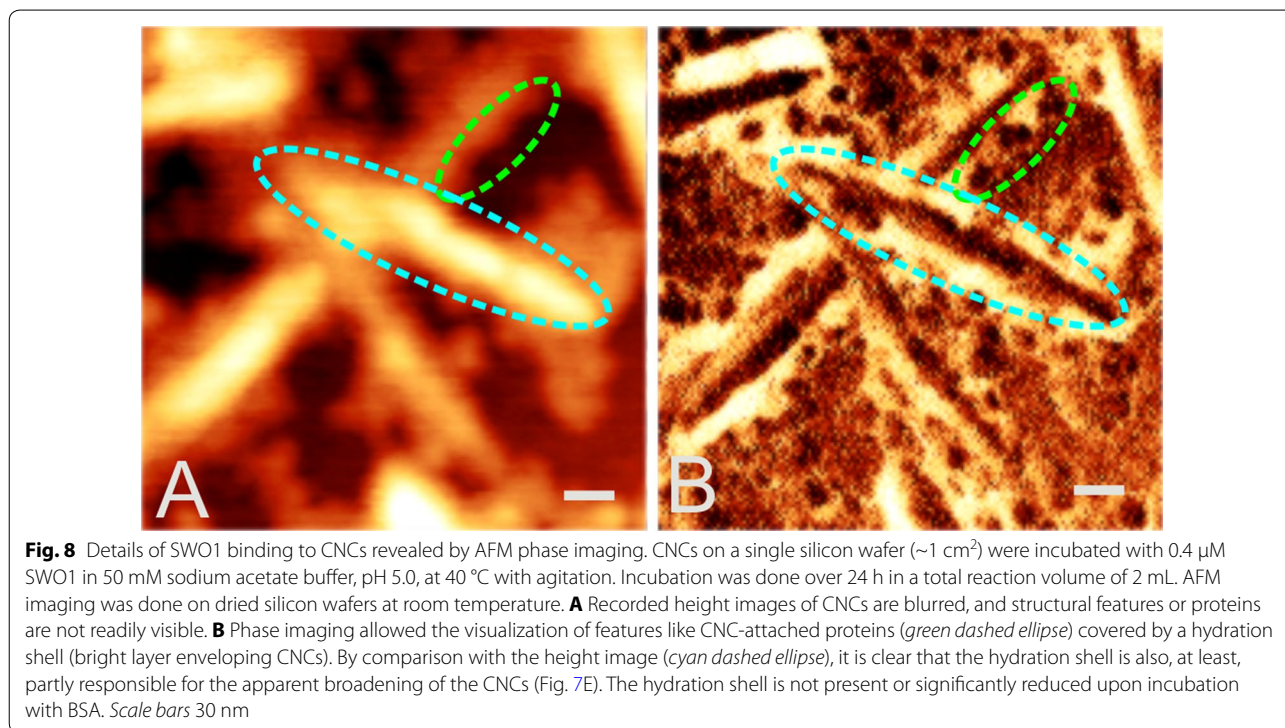 A
B
Fig. 8 Details of SWO1 binding to CNCs revealed by AFM phase imaging. CNCs on a single silicon wafer (~1 cm²) were incubated with 0.4 µM
SWO1 in 50 mM sodium acetate buffer, pH 5.0, at 40 °C with agitation. Incubation was done over 24 h in a total reaction volume of 2 mL. AFM
imaging was done on dried silicon wafers at room temperature. A Recorded height images of CNCs are blurred, and structural features or proteins
are not readily visible. B Phase imaging allowed the visualization of features like CNC-attached proteins (green dashed ellipse) covered by a hydration
shell (bright layer enveloping CNCs). By comparison with the height image (cyan dashed ellipse), it is clear that the hydration shell is also, at least,
partly responsible for the apparent broadening of the CNCs (Fig. 7E). The hydration shell is not present or significantly reduced upon incubation
with BSA. Scale bars 30 nm